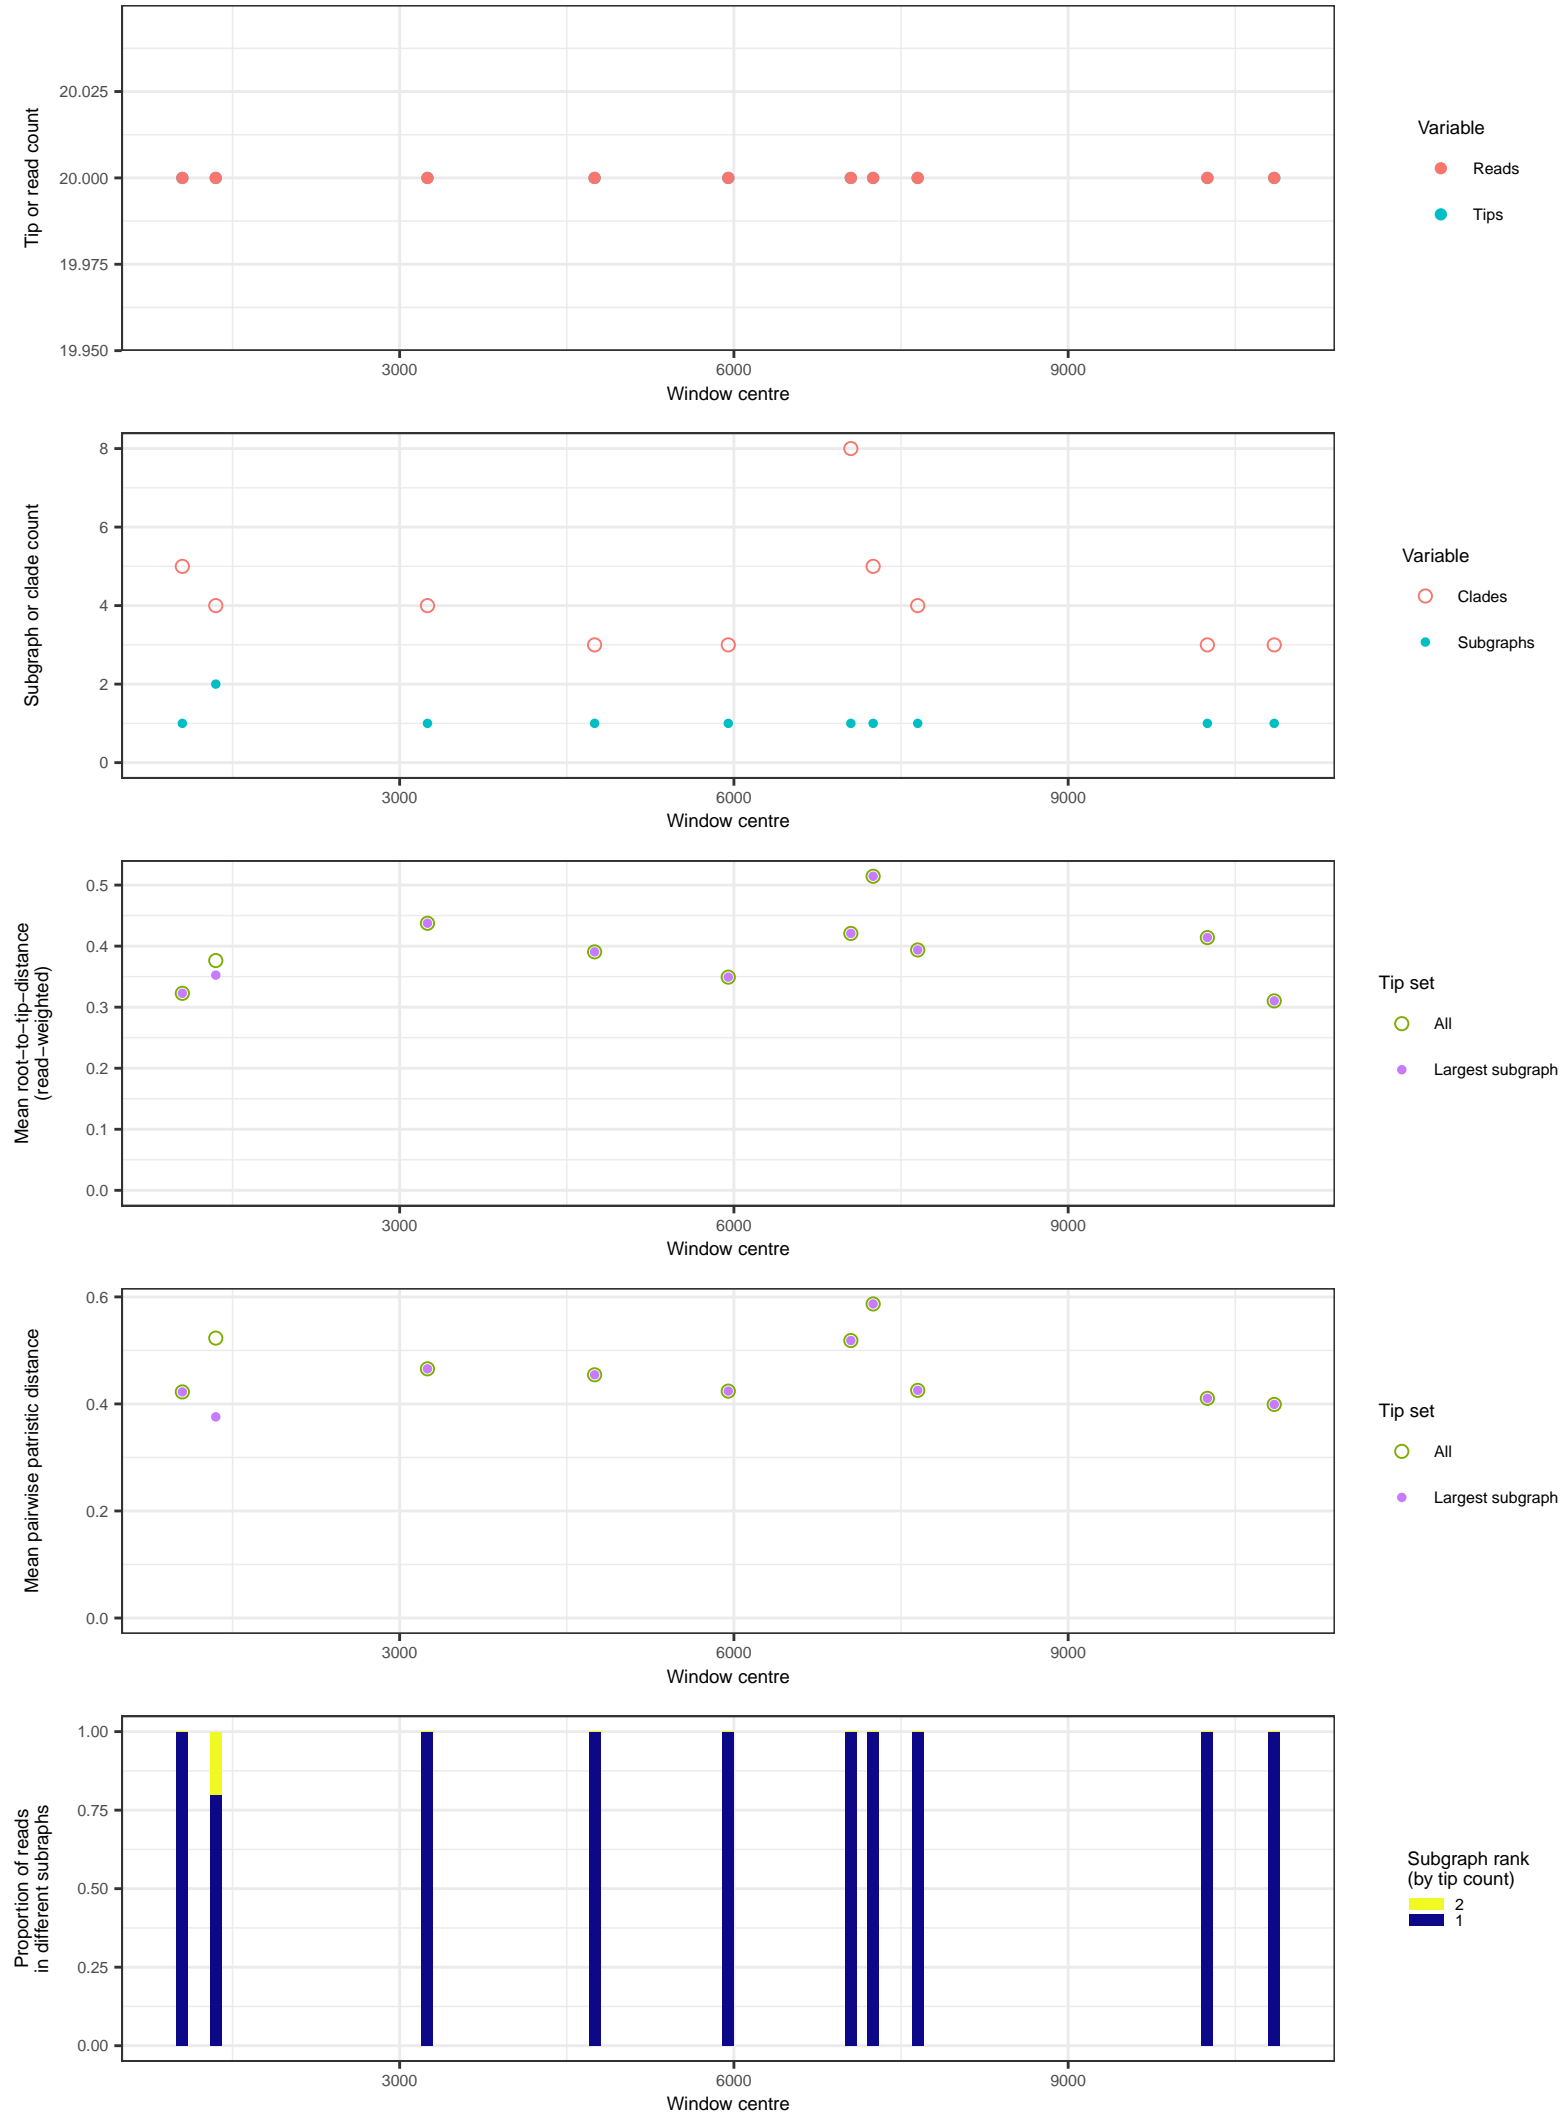 Tip or read count
20.025
20.000
19.975
19.950
3000
6000
9000
Window centre
Variable
Reads
Tips
Subgraph or clade count
8
6
4
2
0
3000
6000
9000
Window centre
Variable
Clades
Subgraphs
Mean root−to−tip−distance
(read−weighted)
0.5
0.4
0.3
0.2
0.1
0.0
3000
6000
9000
Window centre
Tip set
All
Largest subgraph
Mean pairwise patristic distance
0.6
0.4
0.2
0.0
3000
6000
9000
Window centre
Tip set
All
Largest subgraph
Proportion of reads
in different subraphs
1.00
0.75
0.50
0.25
0.00
3000
6000
9000
Window centre
Subgraph rank
(by tip count)
2
1